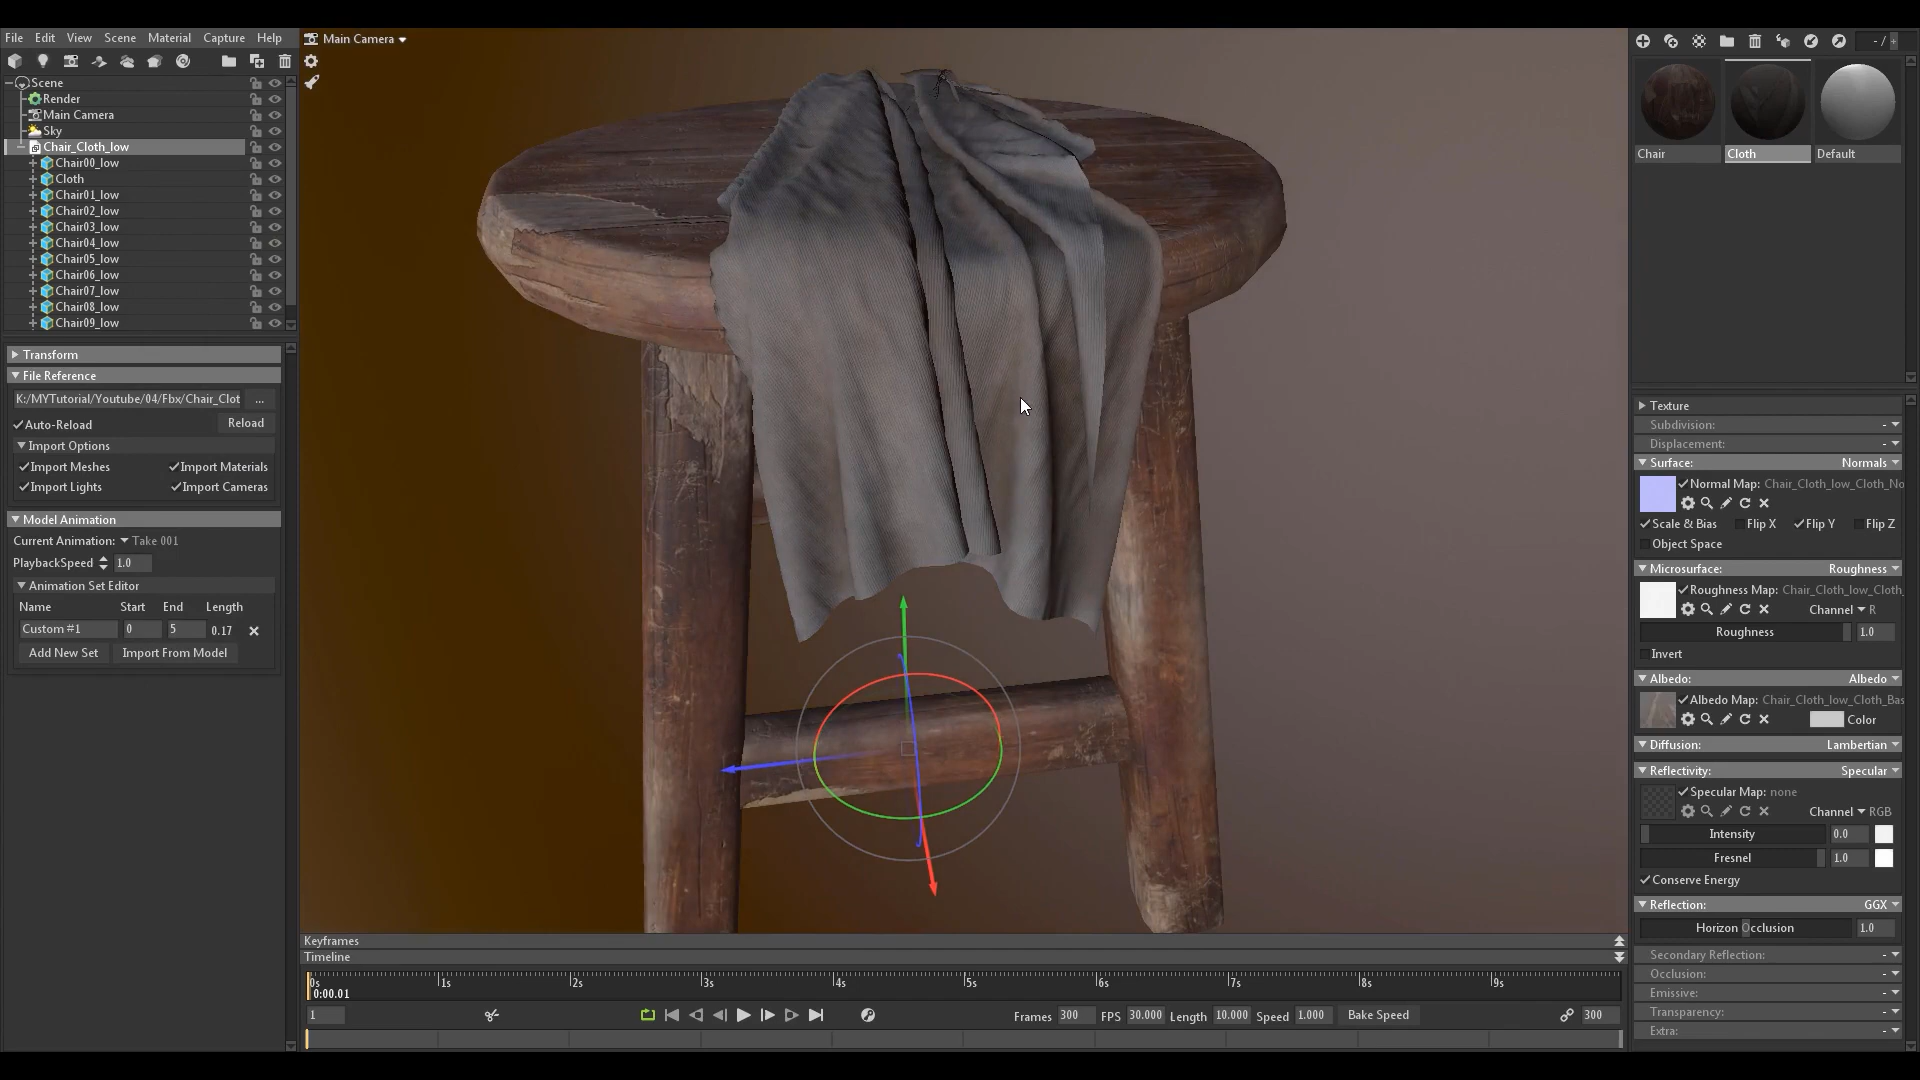 File Edit View Scene Material Capture Help
Main Camera
- /
Scene
Render
Main Camera
Sky
Chair_Cloth_low
Chair00_low
Cloth
Chair01_low
Chair02_low
Chair03_low
Chair04_low
Chair05_low
Chair06_low
Chair07_low
Chair08_low
Chair09_low
Transform
File Reference
K:/MYTutorial/Youtube/04/Fbx/Chair_Clot ...
Auto-Reload Reload
Import Options
Import Meshes Import Materials
Import Lights Import Cameras
Model Animation
Current Animation: Take 001
PlaybackSpeed 1.0
Animation Set Editor
Name Start End Length
Custom #1 0 5 0.17
Add New Set Import From Model
Keyframes
Timeline
0s 1s 2s 3s 4s 5s 6s 7s 8s 9s
0:00.01
1 Frames 300 FPS 30.000 Length 10.000 Speed 1.000 Bake Speed 300
Chair Cloth Default
Texture
Subdivision: -
Displacement: -
Surface: Normals
Normal Map: Chair_Cloth_low_Cloth_No
Scale & Bias Flip X Flip Y Flip Z
Object Space
Microsurface: Roughness
Roughness Map: Chair_Cloth_low_Cloth_
Channel R
Roughness 1.0
Invert
Albedo: Albedo
Albedo Map: Chair_Cloth_low_Cloth_Bas
Color
Diffusion: Lambertian
Reflectivity: Specular
Specular Map: none
Channel RGB
Intensity 0.0
Fresnel 1.0
Conserve Energy
Reflection: GGX
Horizon Occlusion 1.0
Secondary Reflection: -
Occlusion: -
Emissive: -
Transparency: -
Extra: -